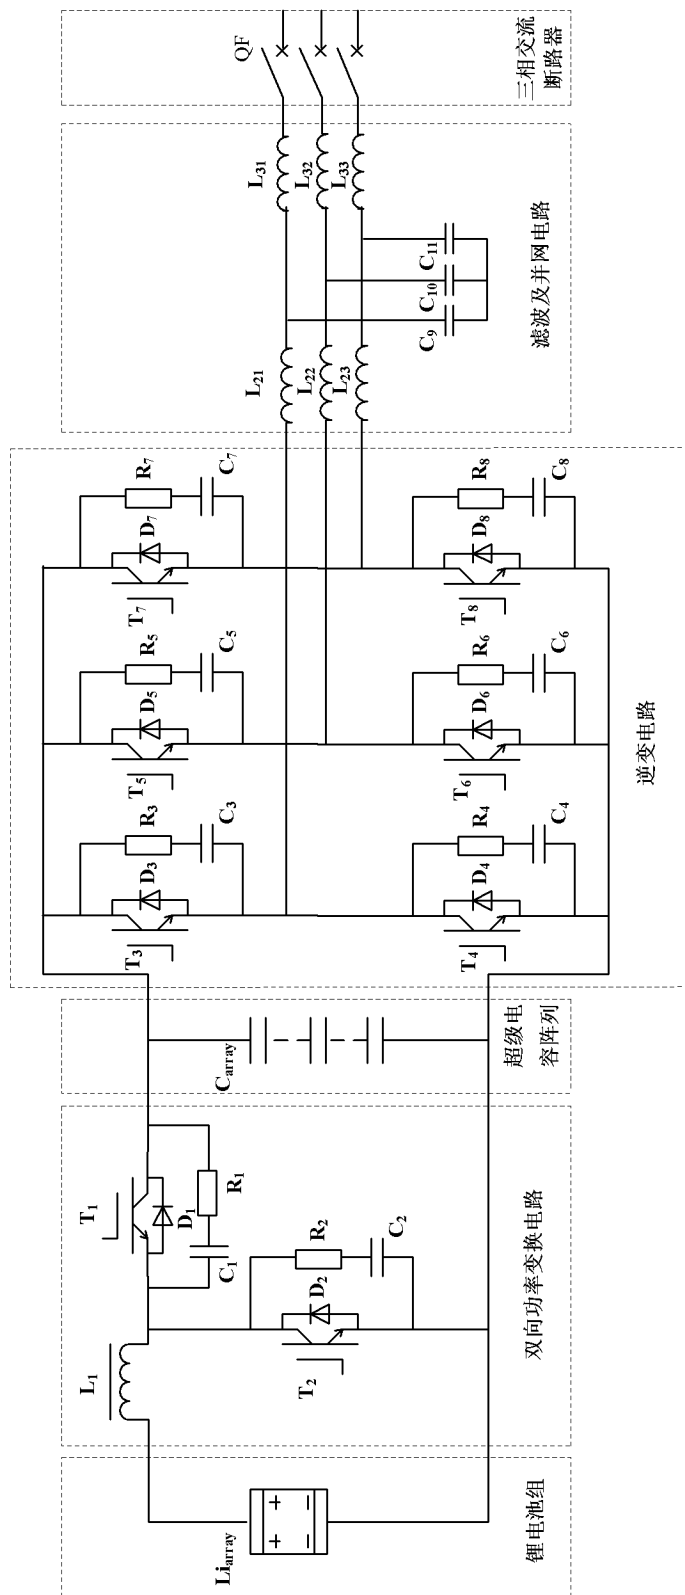 Li_array
锂电池组
L₁
T₁
D₁
C₁
R₁
T₂
D₂
R₂
C₂
双向功率变换电路
C_array
超级电
容阵列
T₃
D₃
R₃
C₃
T₅
D₅
R₅
C₅
T₇
D₇
R₇
C₇
T₄
D₄
R₄
C₄
T₆
D₆
R₆
C₆
T₈
D₈
R₈
C₈
逆变电路
L₂₁
L₂₂
L₂₃
C₉
C₁₀
C₁₁
L₃₁
L₃₂
L₃₃
滤波及并网电路
QF
三相交流
断路器